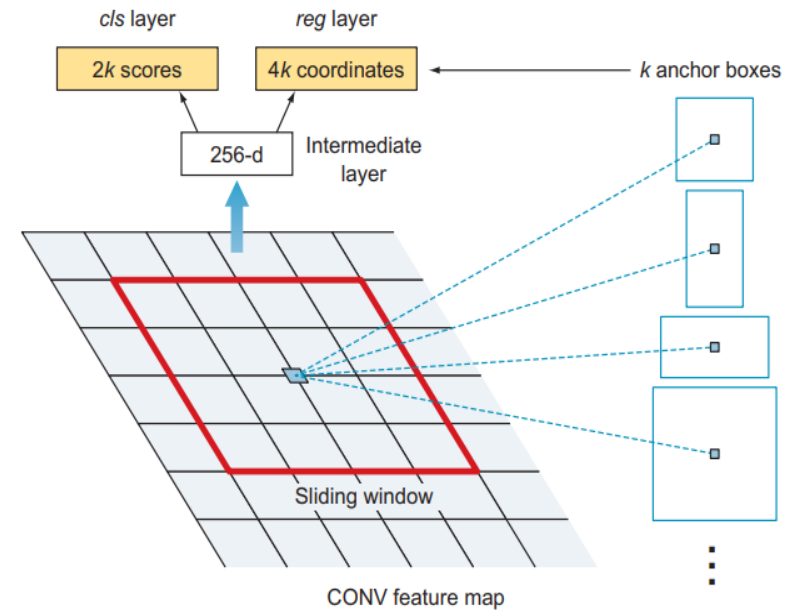 cls layer
reg layer
2k scores
4k coordinates
k anchor boxes
256-d
Intermediate
layer
Sliding window
CONV feature map